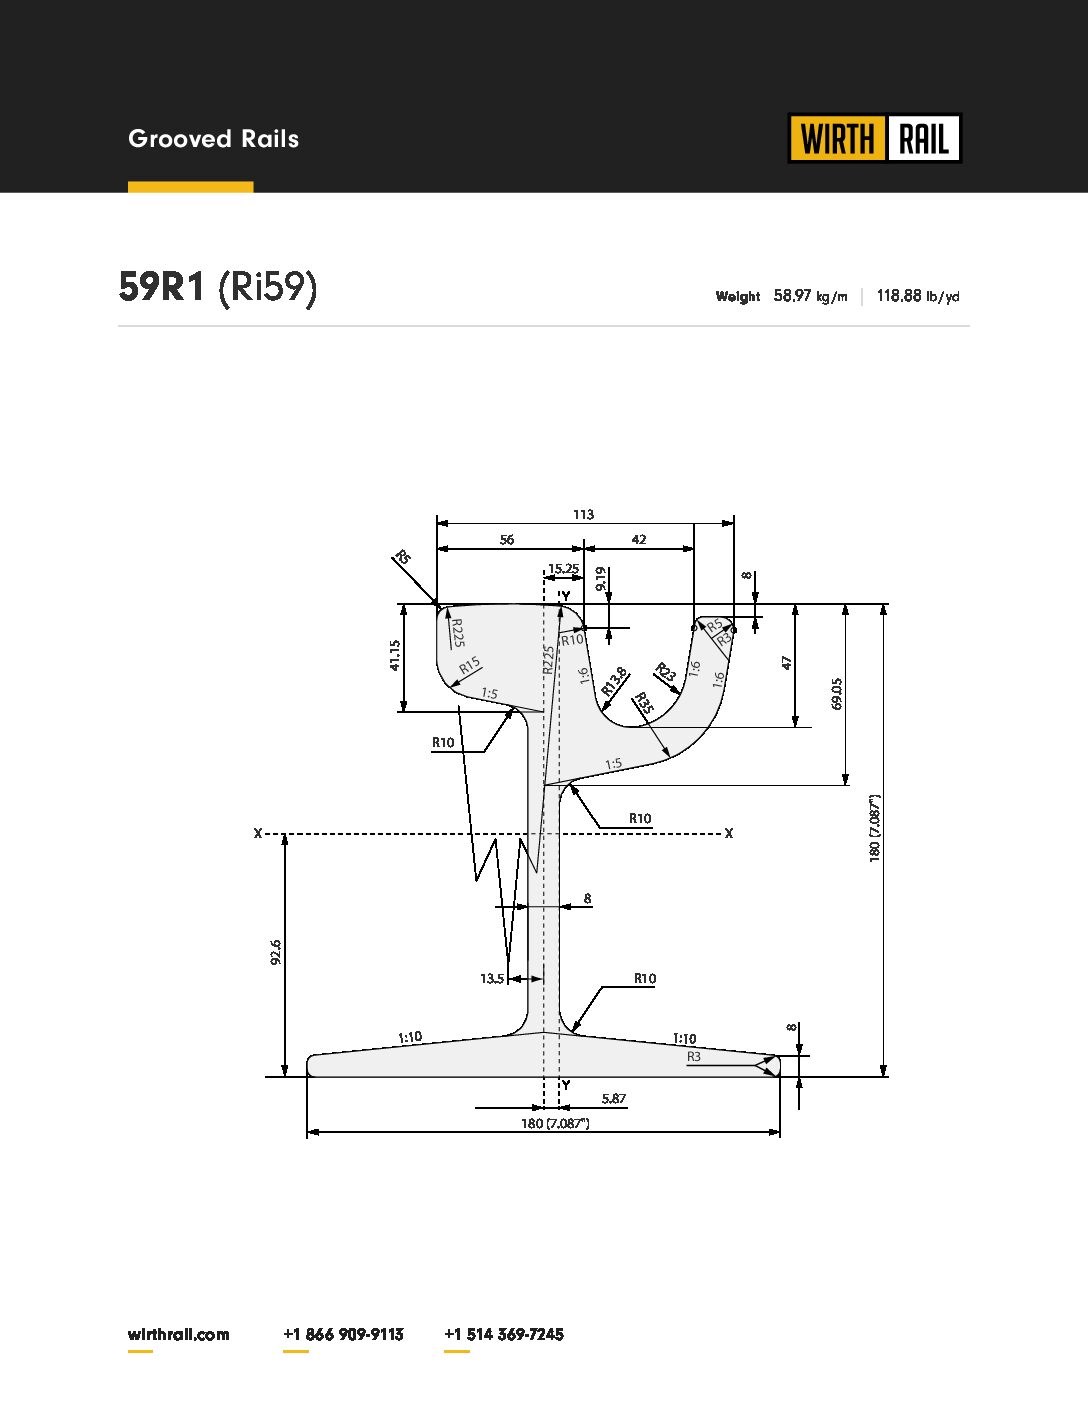 Grooved Rails
WIRTH RAIL
59R1 (Ri59)
Weight 58.97 kg/m | 118.88 lb/yd
113
56
42
15.25
9.19
8
R5
Y
R225
R10
R5
R3
41.15
R15
R225
1:6
R13.8
R23
1:6
1:6
47
1:5
R35
69.05
R10
1:5
180 (7.087")
R10
X
X
92.6
8
13.5
R10
1:10
1:10
8
R3
Y
5.87
180 (7.087")
wirthrail.com
+1 866 909-9113
+1 514 369-7245